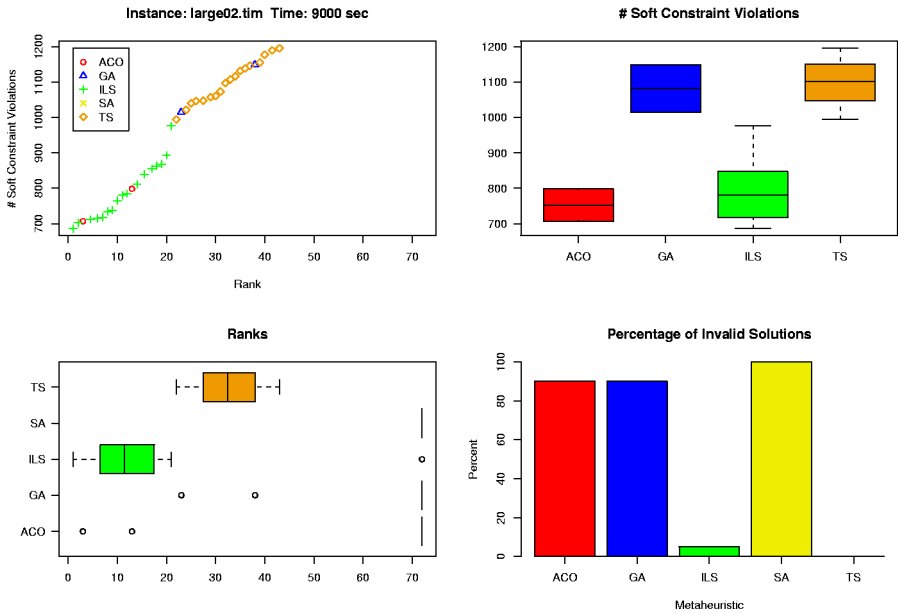 Instance: large02.tim Time: 9000 sec
# Soft Constraint Violations
1200
1100
1000
900
800
700
ACO
GA
ILS
SA
TS
0 10 20 30 40 50 60 70
Rank
# Soft Constraint Violations
1200
1100
1000
900
800
700
ACO GA ILS TS
Ranks
TS
SA
ILS
GA
ACO
0 10 20 30 40 50 60 70
Percentage of Invalid Solutions
Percent
100
80
60
40
20
0
ACO GA ILS SA TS
Metaheuristic